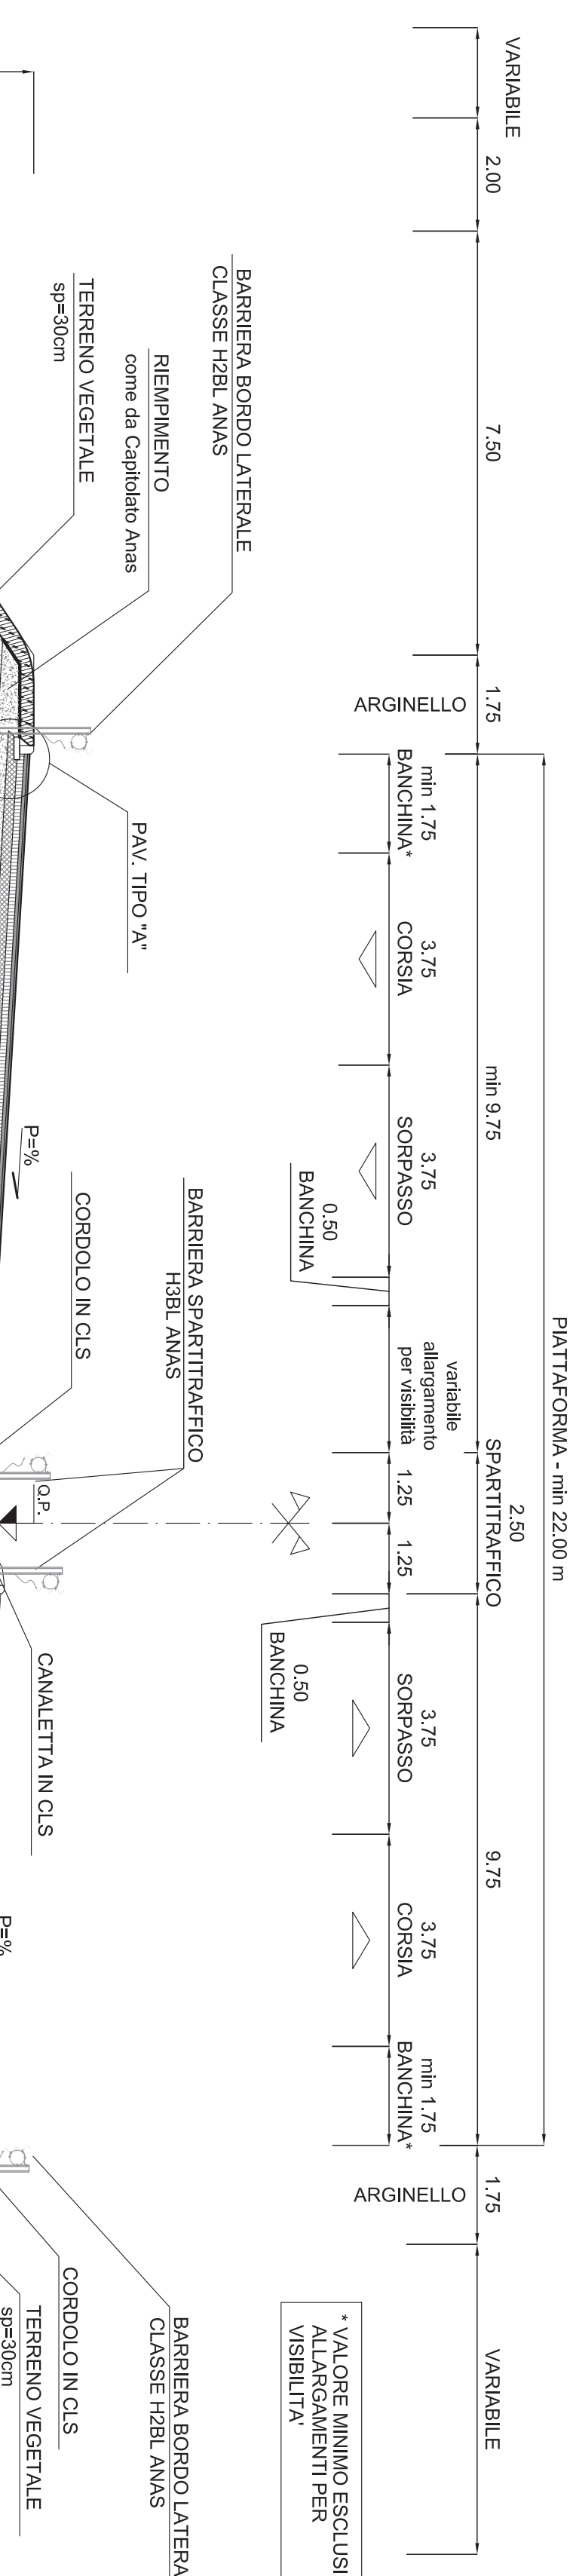 PIATTAFORMA - min 22.00 m
VARIABILE
2.00
7.50
1.75
min 9.75
2.50
SPARTITRAFFICO
9.75
1.75
VARIABILE
ARGINELLO
min 1.75
BANCHINA*
3.75
CORSIA
3.75
SORPASSO
0.50
BANCHINA
variabile
allargamento
per visibilità
1.25
1.25
0.50
BANCHINA
3.75
SORPASSO
3.75
CORSIA
min 1.75
BANCHINA*
ARGINELLO
* VALORE MINIMO ESCLUSI
ALLARGAMENTI PER
VISIBILITA'
BARRIERA BORDO LATERALE
CLASSE H2BL ANAS
RIEMPIMENTO
come da Capitolato Anas
TERRENO VEGETALE
sp=30cm
PAV. TIPO "A"
P=%
BARRIERA SPARTITRAFFICO
H3BL ANAS
CORDOLO IN CLS
Q.P.
CANALETTA IN CLS
P=%
BARRIERA BORDO LATERA
CLASSE H2BL ANAS
CORDOLO IN CLS
TERRENO VEGETALE
sp=30cm